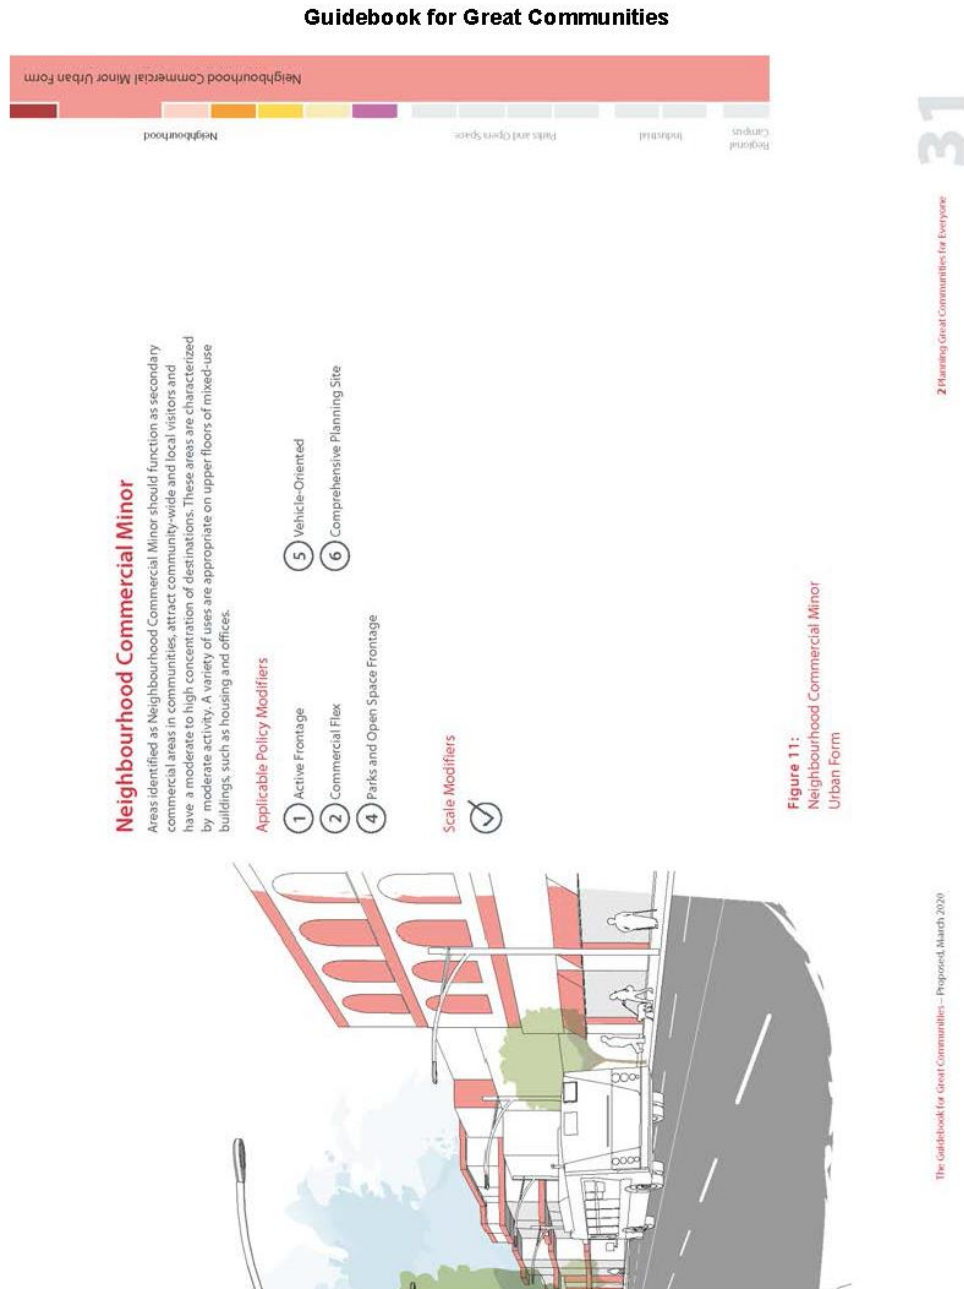 Guidebook for Great Communities
Neighbourhood Commercial Minor Urban Form
Neighbourhood
Parks and Open Space
Industrial
Regional
Campus
Neighbourhood Commercial Minor
Areas identified as Neighbourhood Commercial Minor should function as secondary
commercial areas in communities, attract community-wide and local visitors and
have a moderate to high concentration of destinations. These areas are characterized
by moderate activity. A variety of uses are appropriate on upper floors of mixed-use
buildings, such as housing and offices.
Applicable Policy Modifiers
1 Active Frontage
2 Commercial Flex
4 Parks and Open Space Frontage
5 Vehicle-Oriented
6 Comprehensive Planning Site
Scale Modifiers
Figure 11:
Neighbourhood Commercial Minor
Urban Form
The Guidebook for Great Communities – Proposed, March 2020
2 Planning Great Communities for Everyone
31